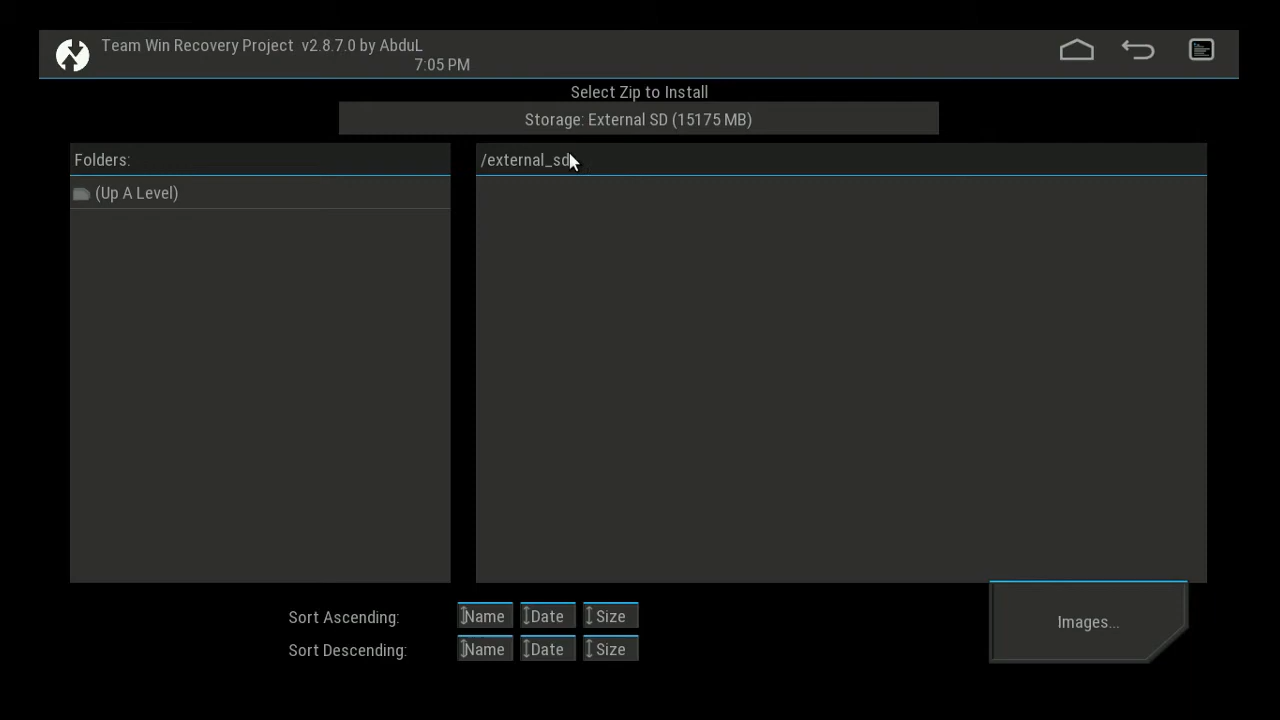 Team Win Recovery Project v2.8.7.0 by AbduL
7:05 PM
Select Zip to Install
Storage: External SD (15175 MB)
Folders:
/external_sd
(Up A Level)
Sort Ascending: Name Date Size
Sort Descending: Name Date Size
Images...